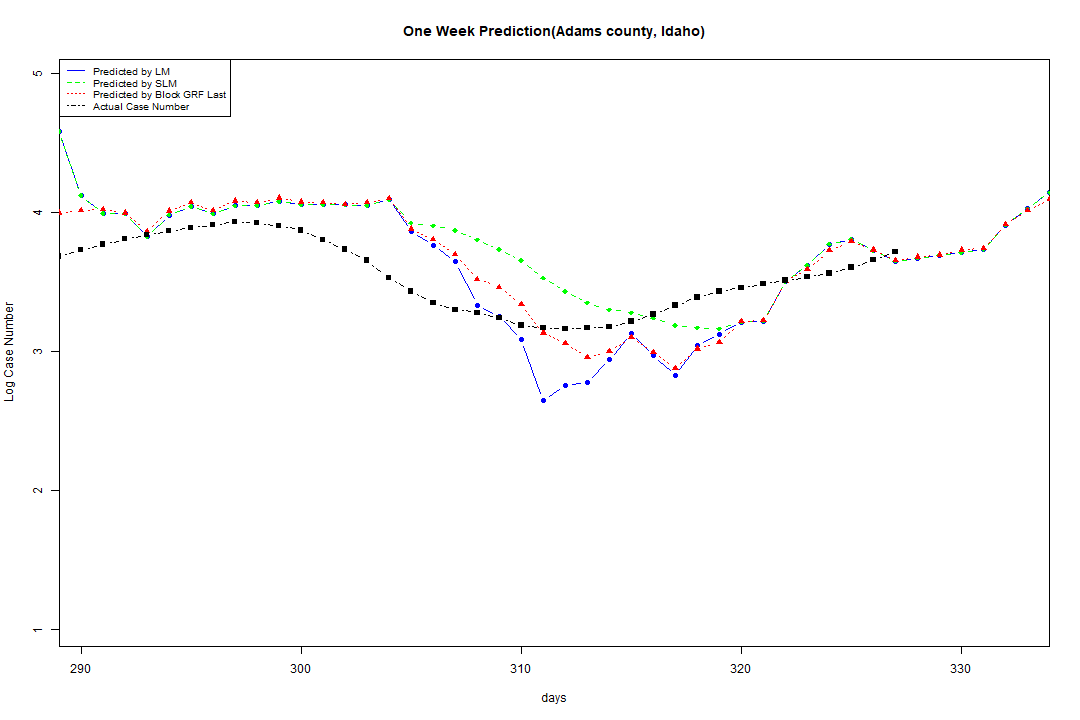 One Week Prediction(Adams county, Idaho)
Predicted by LM
Predicted by SLM
Predicted by Block GRF Last
Actual Case Number
5
4
3
2
1
Log Case Number
290 300 310 320 330
days